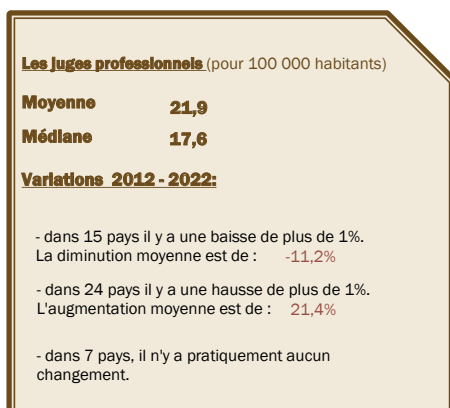 Les juges professionnels (pour 100 000 habitants)
Moyenne 21,9
Médiane 17,6
Variations 2012 - 2022:
- dans 15 pays il y a une baisse de plus de 1%.
La diminution moyenne est de : -11,2%
- dans 24 pays il y a une hausse de plus de 1%.
L'augmentation moyenne est de : 21,4%
- dans 7 pays, il n'y a pratiquement aucun
changement.